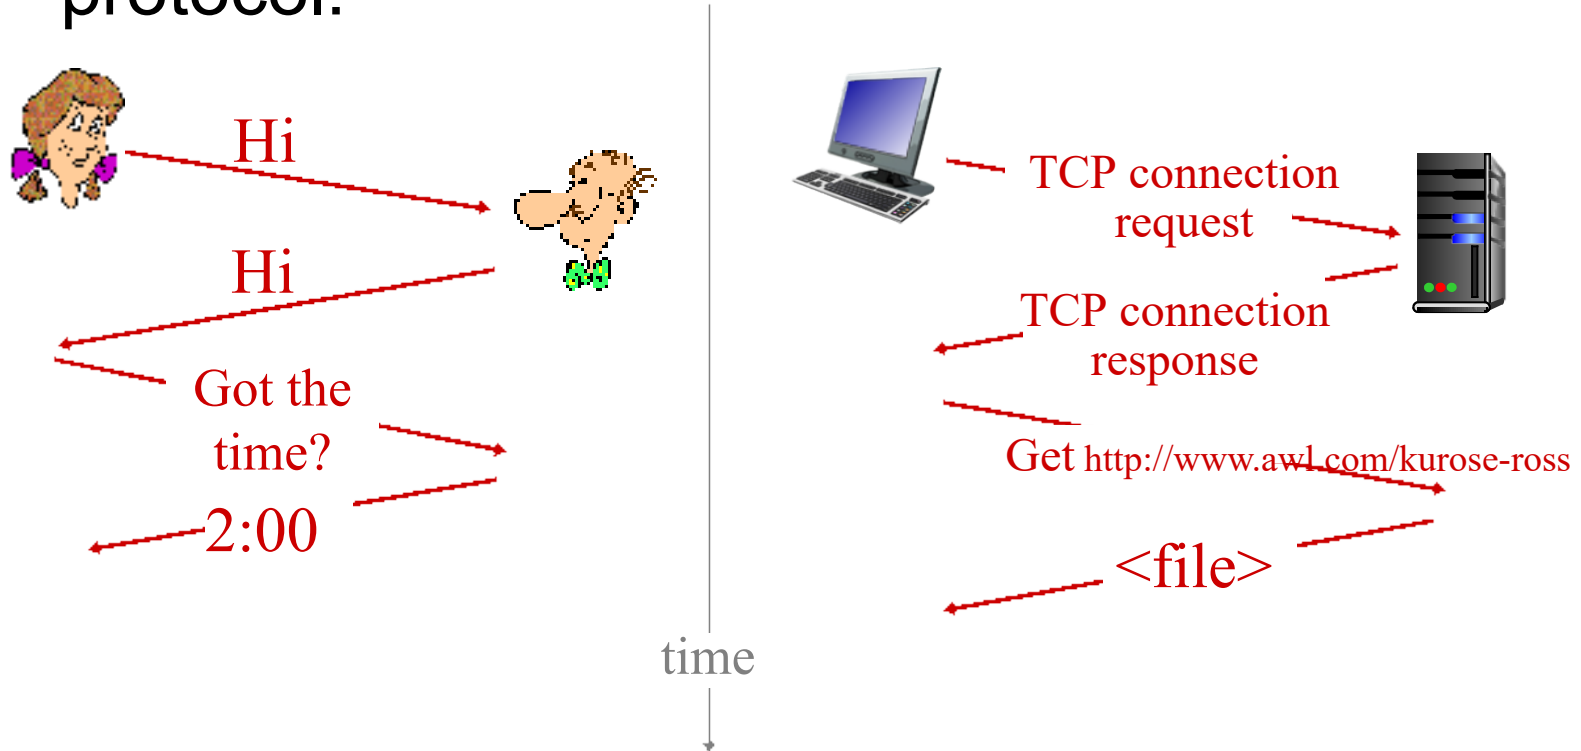 protocol:
Hi
Hi
Got the
time?
2:00
TCP connection
request
TCP connection
response
Get http://www.awl.com/kurose-ross
<file>
time